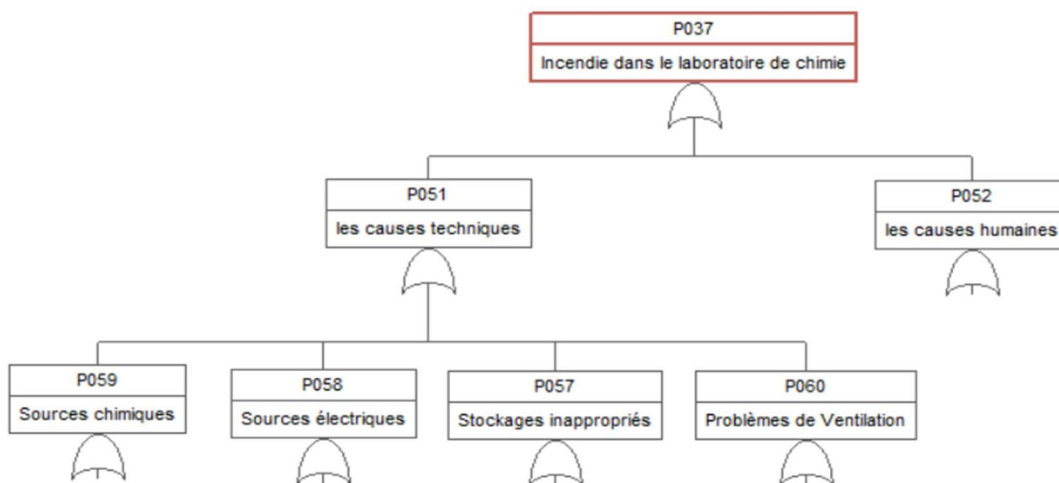 P037
Incendie dans le laboratoire de chimie
P051
les causes techniques
P052
les causes humaines
P059
Sources chimiques
P058
Sources électriques
P057
Stockages inappropriés
P060
Problèmes de Ventilation